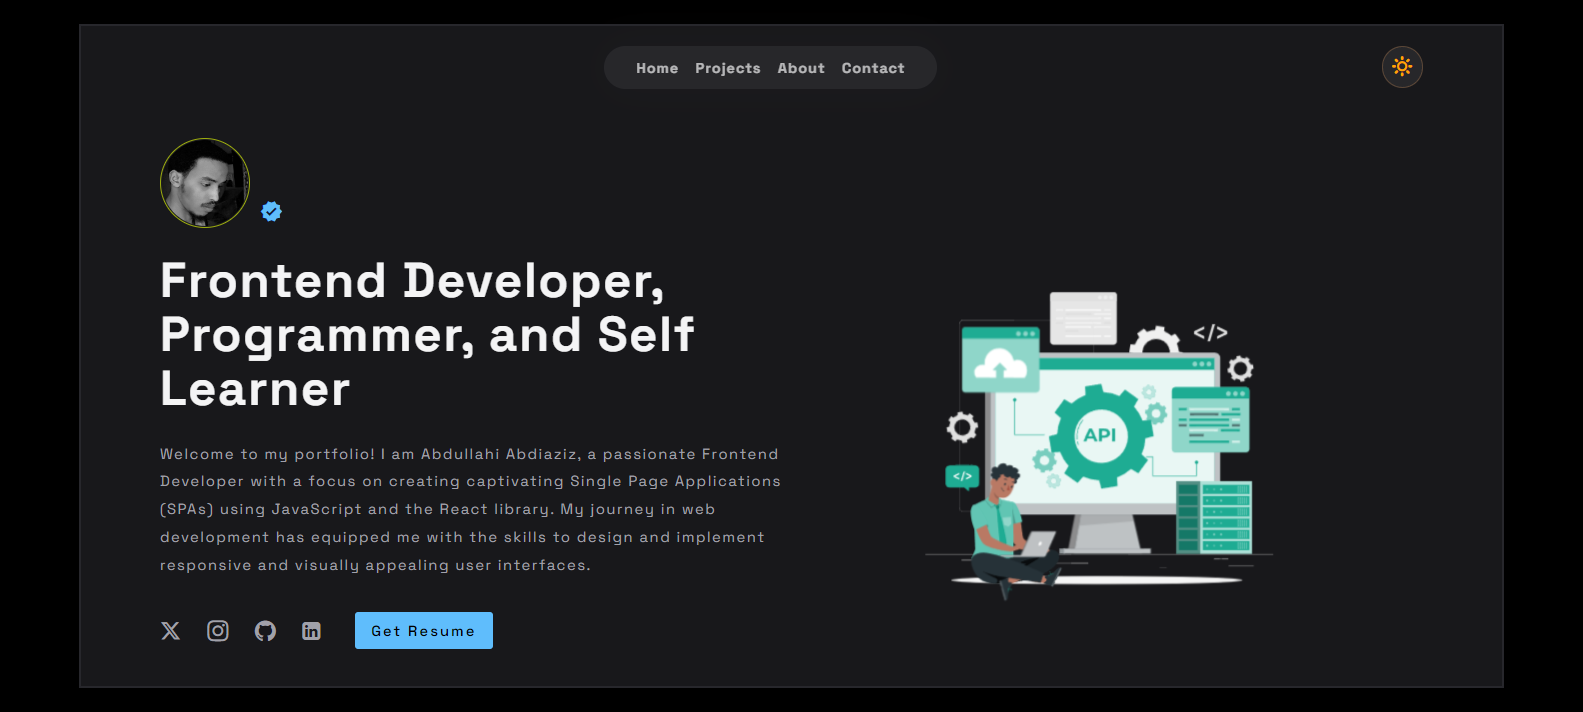 Home Projects About Contact
Frontend Developer,
Programmer, and Self
Learner
Welcome to my portfolio! I am Abdullahi Abdiaziz, a passionate Frontend
Developer with a focus on creating captivating Single Page Applications
(SPAs) using JavaScript and the React library. My journey in web
development has equipped me with the skills to design and implement
responsive and visually appealing user interfaces.
Get Resume
</>
API
</>